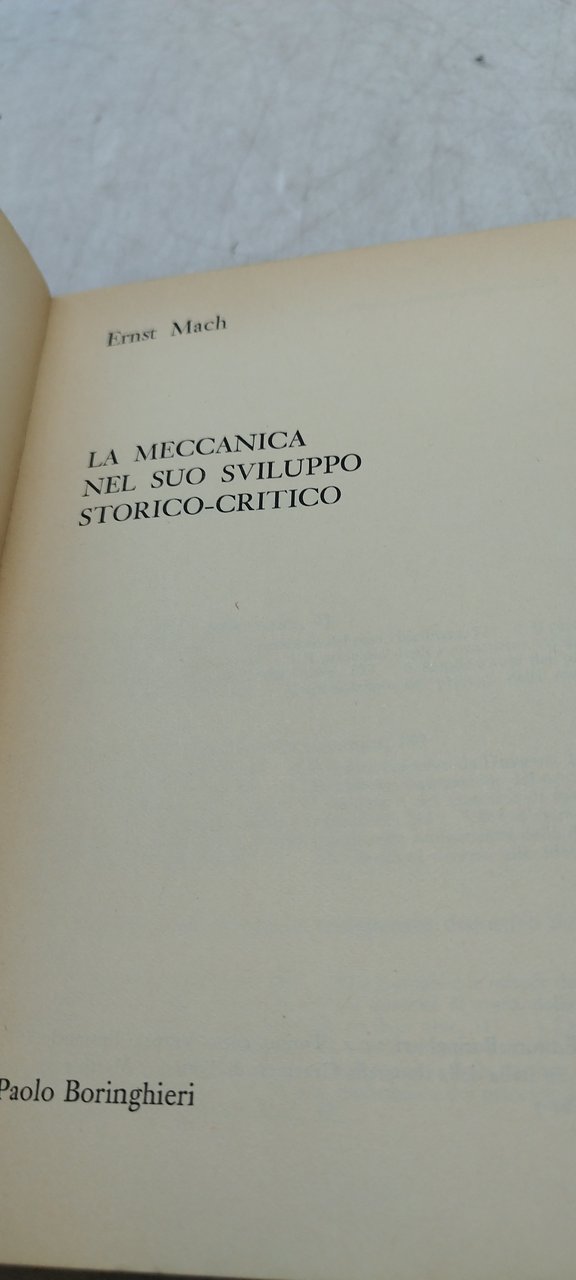 Ernst Mach
LA MECCANICA
NEL SUO SVILUPPO
STORICO-CRITICO
Paolo Boringhieri